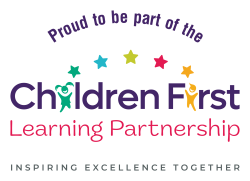 Proud to be part of the
Children First
Learning Partnership
INSPIRING EXCELLENCE TOGETHER